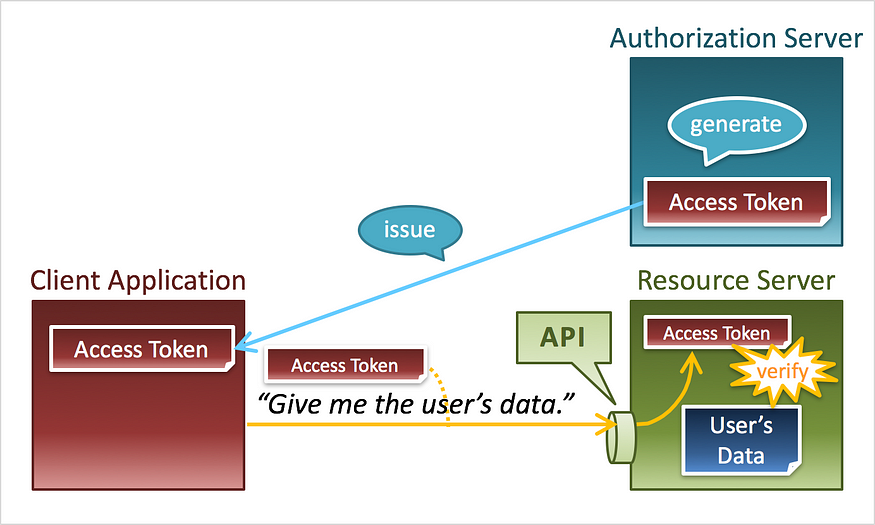 Authorization Server
generate
Access Token
issue
Client Application
Resource Server
Access Token
Access Token
API
verify
Access Token
“Give me the user’s data.”
User’s
Data